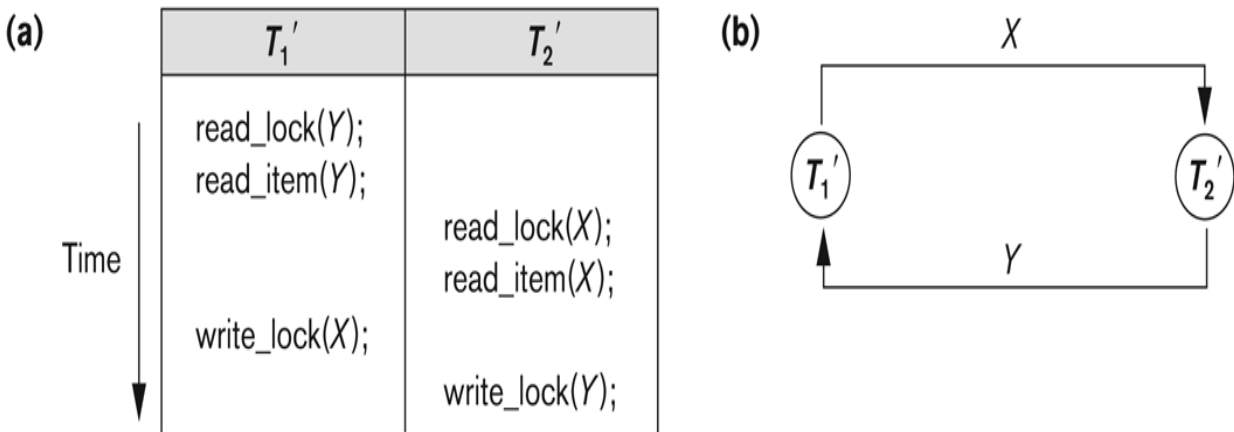 (a)
T₁′ T₂′
read_lock(Y);
read_item(Y);
read_lock(X);
Time
read_item(X);
write_lock(X);
write_lock(Y);
(b)
X
T₁′ T₂′
Y